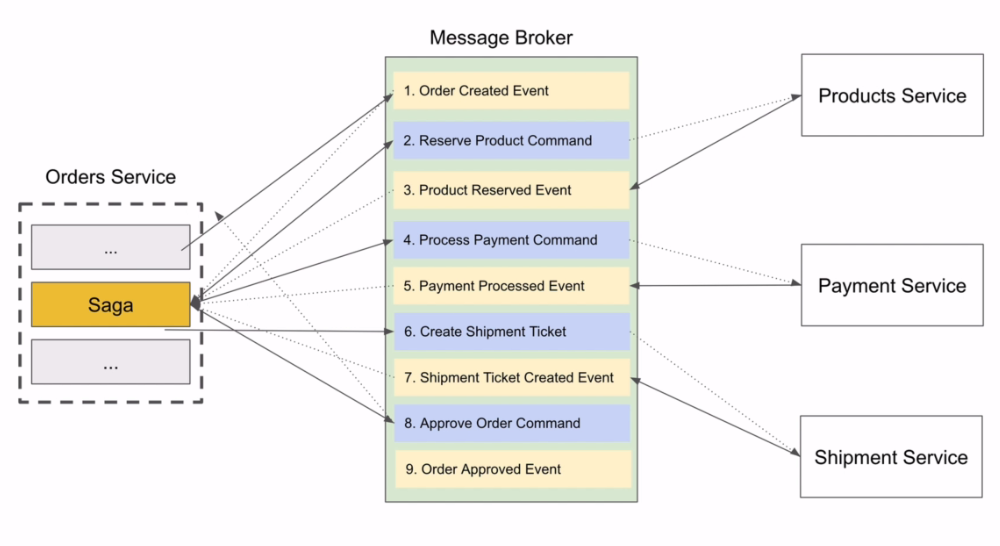 Message Broker
Orders Service
...
Saga
...
1. Order Created Event
2. Reserve Product Command
3. Product Reserved Event
4. Process Payment Command
5. Payment Processed Event
6. Create Shipment Ticket
7. Shipment Ticket Created Event
8. Approve Order Command
9. Order Approved Event
Products Service
Payment Service
Shipment Service